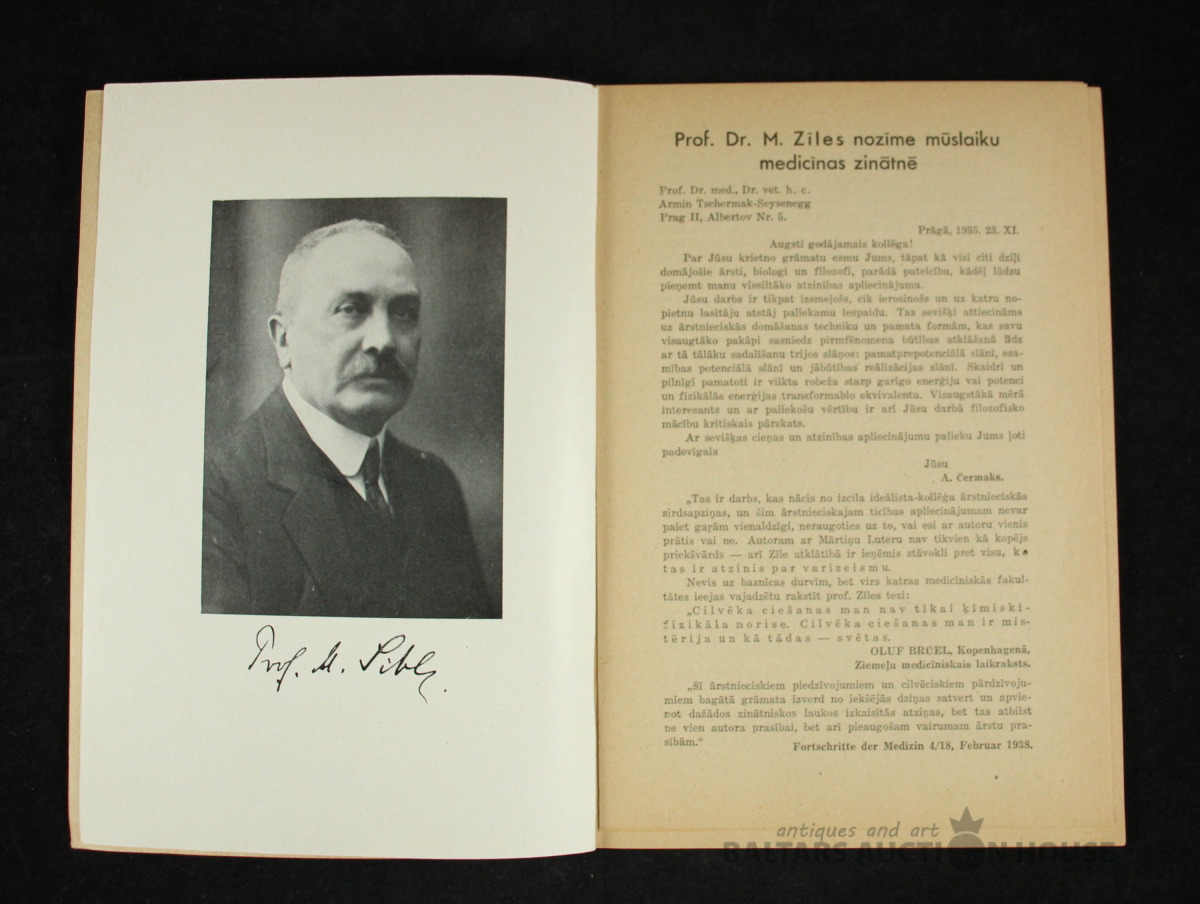 Prof. M. Sihle.
Prof. Dr. M. Zīles nozīme mūslaiku
medicīnas zinātnē
Prof. Dr. med., Dr. vet. h. c.
Armin Tschermak-Seysenegg
Prag II, Albertov Nr. 5.
Prāgā, 1935. 23. XI.
Augsti godājamais kollēga!
Par Jūsu krietno grāmatu esmu Jums, tāpat kā visi citi dziļi
domājošie ārsti, biologi un filozofi, parādā pateicību, kādēļ lūdzu
pieņemt manu vissiltāko atzinības apliecinājumu.
Jūsu darbs ir tikpat izsmeļošs, cik ierosinošs un uz katru no-
pietnu lasītāju atstāj paliekamu iespaidu. Tas sevišķi attiecināms
uz ārstnieciskās domāšanas techniku un pamata formām, kas savu
visaugtāko pakāpi sasniedz pirmfēnomena būtības atklāšanā līdz
ar tā tālāku sadalīšanu trijos slāņos: pamatprepotenciālā slānī, esa-
mības potenciālā slānī un jābūtības reālizācijas slānī. Skaidri un
pilnīgi pamatoti ir vilkta robeža starp garīgo enerģiju vai potenci
un fizikālās enerģijas transformablo ekvivalentu. Visaugstākā mērā
interesants un ar paliekošu vērtību ir arī Jūsu darbā filozofisko
mācību kritiskais pārskats.
Ar sevišķas cieņas un atzinības apliecinājumu palieku Jums ļoti
padevīgais
Jūsu
A. Čermaks.
„Tas ir darbs, kas nācis no izcila ideālista-kollēģa ārstnieciskās
sirdsapziņas, un šim ārstnieciskajam ticības apliecinājumam nevar
paiet gaŗām vienaldzīgi, neraugoties uz to, vai esi ar autoru vienis
prātis vai ne. Autoram ar Mārtiņu Luteru nav tikvien kā kopējs
priekšvārds — arī Zīle atklātībā ir ieņēmis stāvokli pret visu, ko
tas ir atzinis par varizeismu.
Nevis uz baznīcas durvīm, bet virs katras medicīniskās fakul-
tātes ieejas vajadzētu rakstīt prof. Zīles tezi:
„Cilvēka ciešanas man nav tikai ķīmiski-
fizikāla norise. Cilvēka ciešanas man ir mis-
tērija un kā tādas — svētas.
OLUF BRÜEL, Kopenhagenā,
Ziemeļu medicīniskais laikraksts.
„Šī ārstnieciskiem piedzīvojumiem un cilvēciskiem pārdzīvoju-
miem bagātā grāmata izverd no iekšējās dziņas satvert un apvie-
not dažādos zinātniskos laukos izkaisītās atziņas, bet tas atbilst
ne vien autora prasībai, bet arī pieaugošam vairumam ārstu pra-
sībām."
Fortschritte der Medizin 4/18, Februar 1938.
antiques and art
BALTARS AUCTION HOUSE